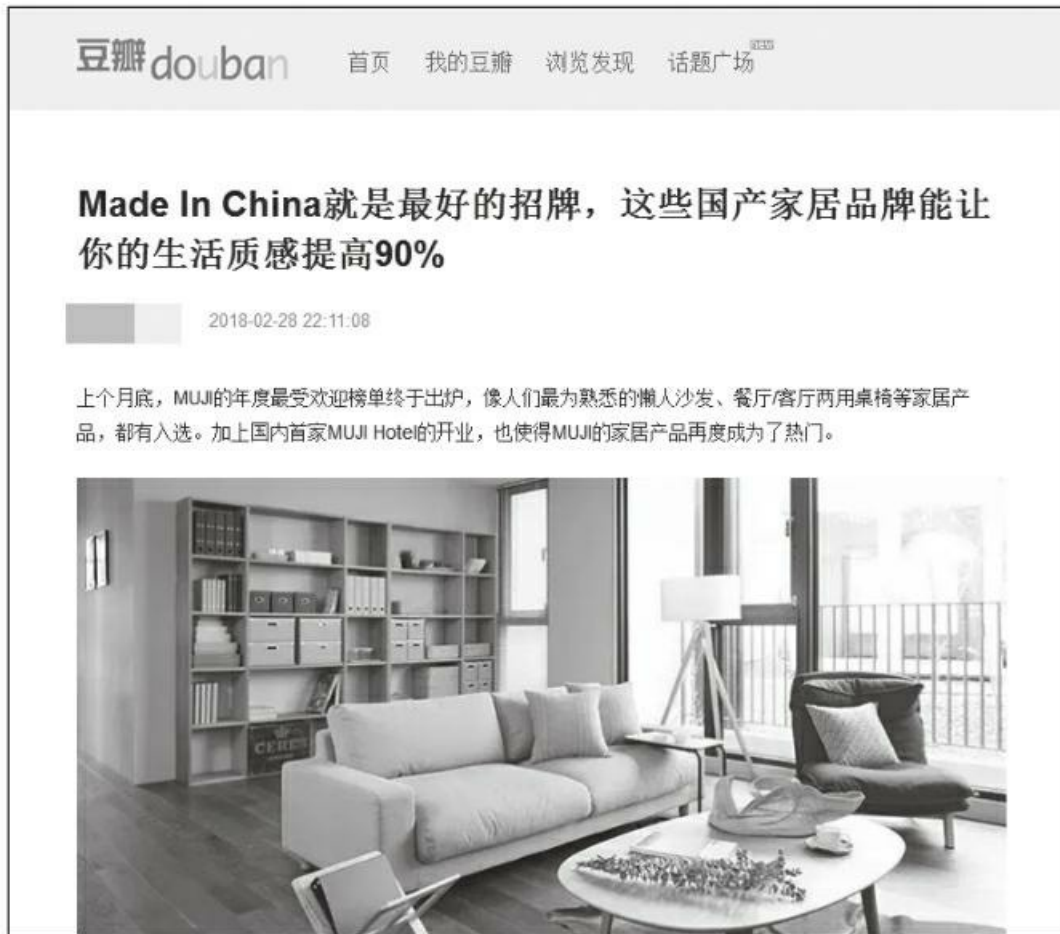 豆瓣douban 首页 我的豆瓣 浏览发现 话题广场 new
Made In China就是最好的招牌，这些国产家居品牌能让
你的生活质感提高90%
2018-02-28 22:11:08
上个月底，MUJI的年度最受欢迎榜单终于出炉，像人们最为熟悉的懒人沙发、餐厅/客厅两用桌椅等家居产
品，都有入选。加上国内首家MUJI Hotel的开业，也使得MUJI的家居产品再度成为了热门。